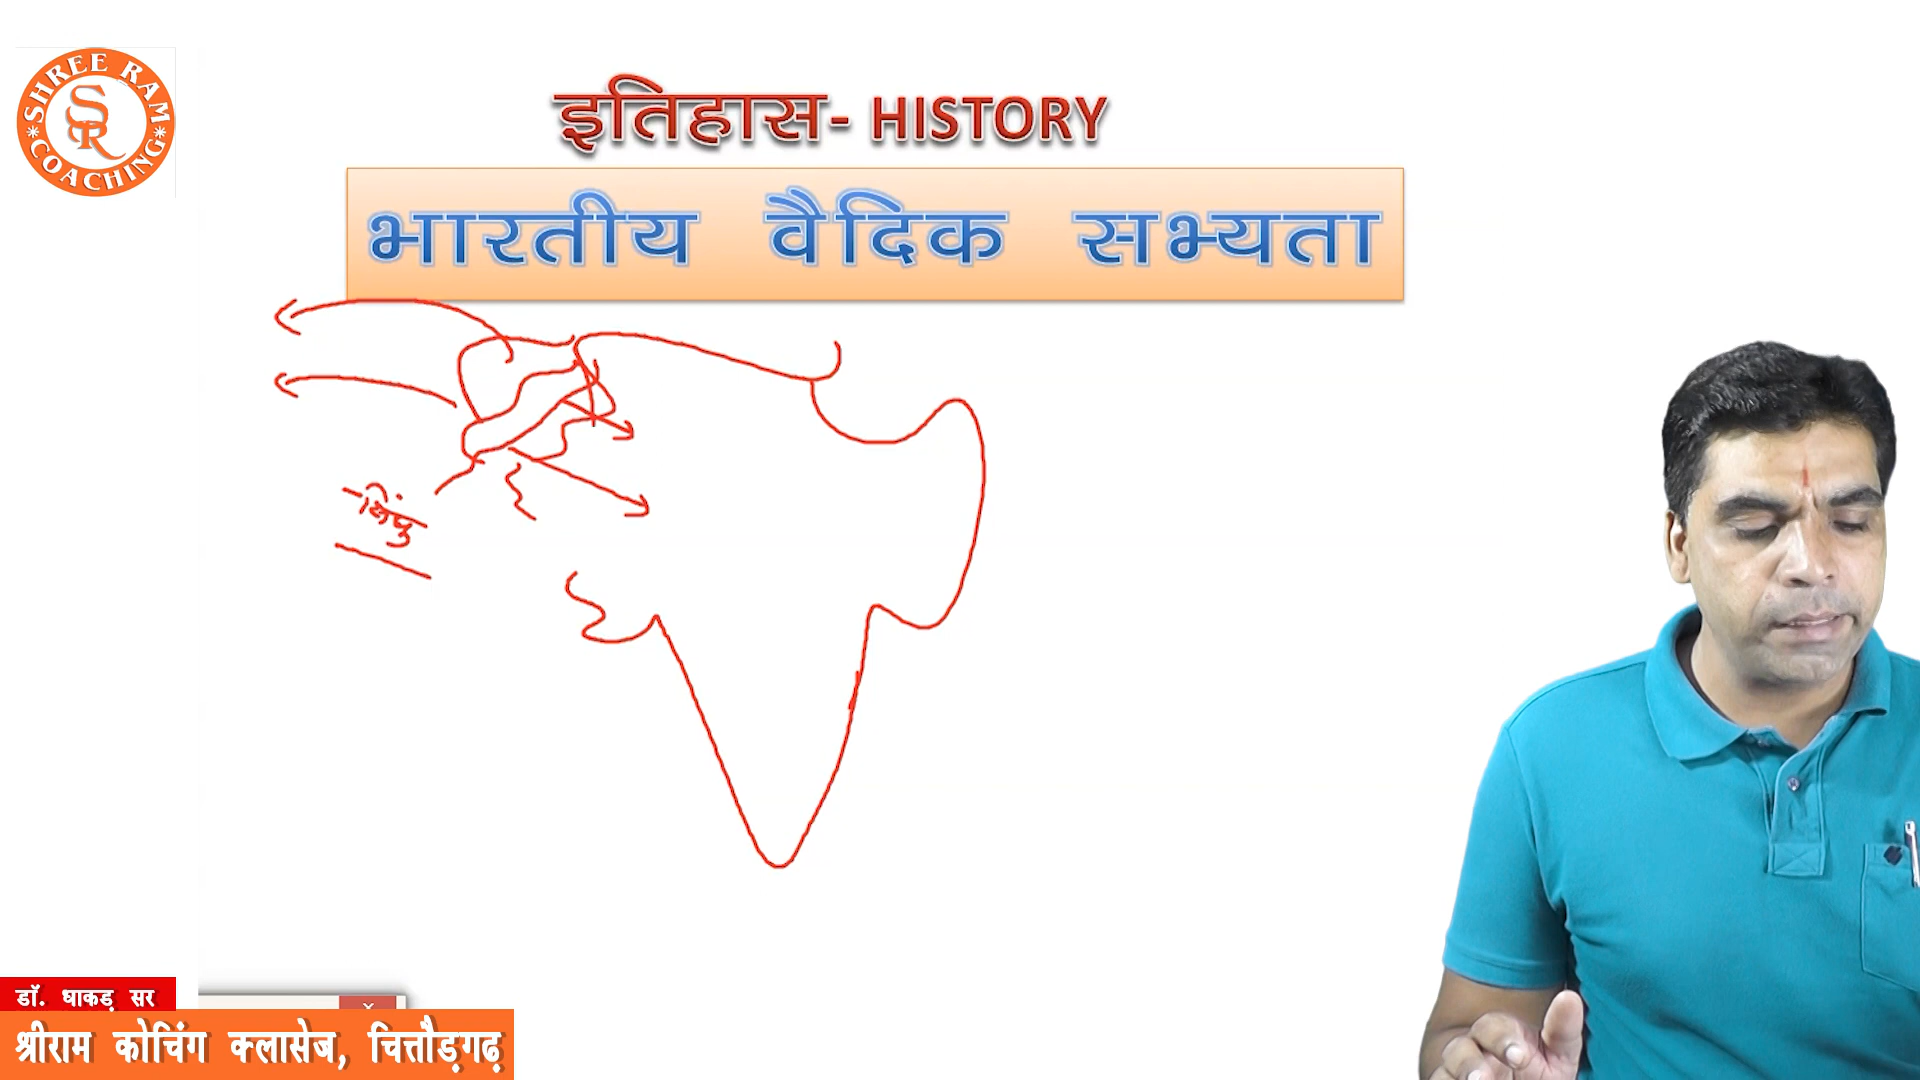 SHREE RAM
SR
COACHING
इतिहास- HISTORY
भारतीय वैदिक सभ्यता
सिंधु
डॉ. धाकड़ सर
श्रीराम कोचिंग क्लासेज, चित्तौड़गढ़